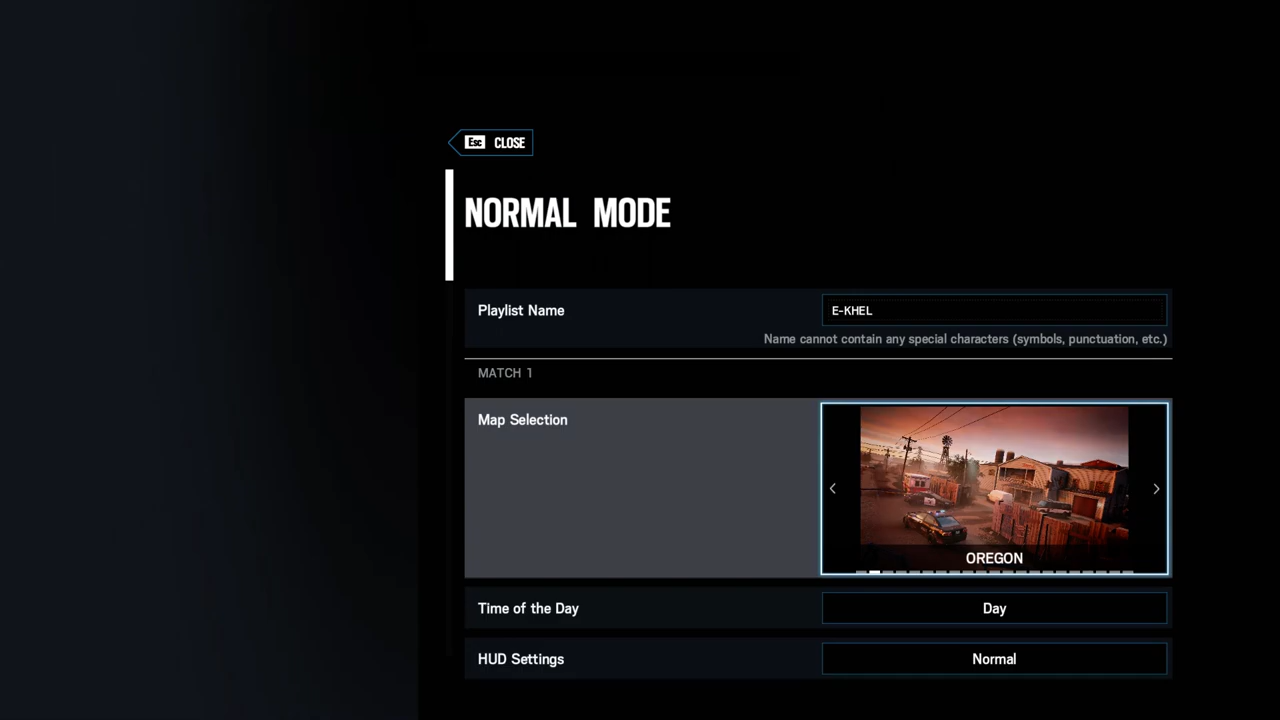 Esc CLOSE
NORMAL MODE
Playlist Name
E-KHEL
Name cannot contain any special characters (symbols, punctuation, etc.)
MATCH 1
Map Selection
OREGON
Time of the Day
Day
HUD Settings
Normal